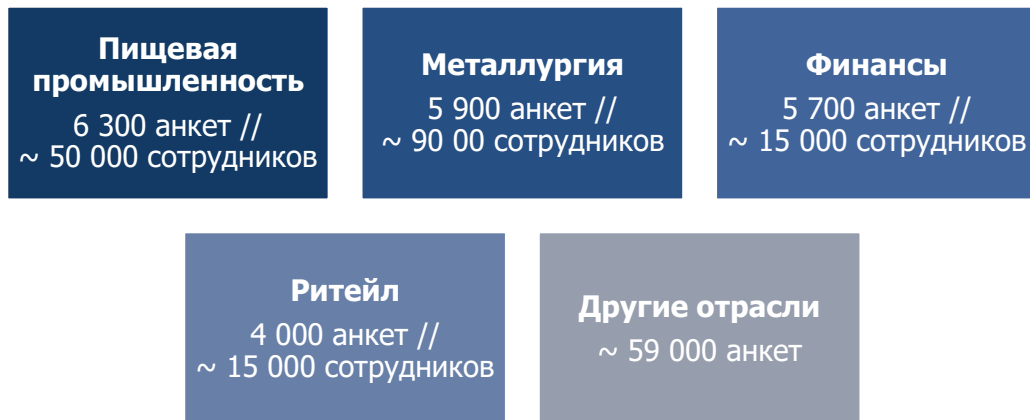 Пищевая
промышленность
6 300 анкет //
~ 50 000 сотрудников
Металлургия
5 900 анкет //
~ 90 00 сотрудников
Финансы
5 700 анкет //
~ 15 000 сотрудников
Ритейл
4 000 анкет //
~ 15 000 сотрудников
Другие отрасли
~ 59 000 анкет